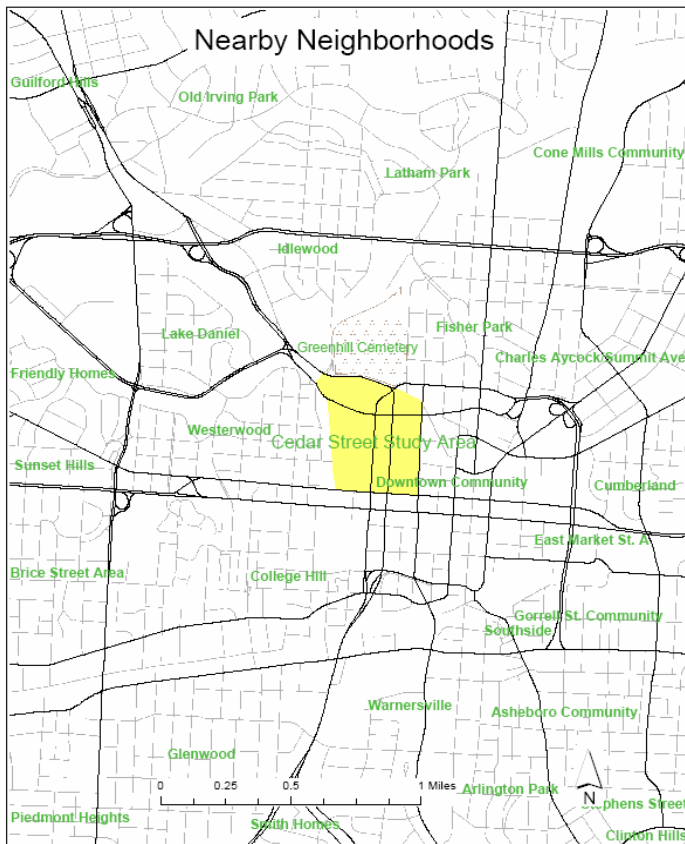 Nearby Neighborhoods
Guilford Hills
Old Irving Park
Cone Mills Community
Latham Park
Idlewood
Lake Daniel
Fisher Park
Greenhill Cemetery
Charles Aycock/Summit Ave
Friendly Homes
Westerwood
Cedar Street Study Area
Sunset Hills
Downtown Community
Cumberland
East Market St. A
Brice Street Area
College Hill
Gorrell St. Community
Southside
Warnersville
Asheboro Community
Glenwood
0 0.25 0.5 1 Miles
Arlington Park
N
Stephens Street
Piedmont Heights
Smith Homes
Clinton Hills